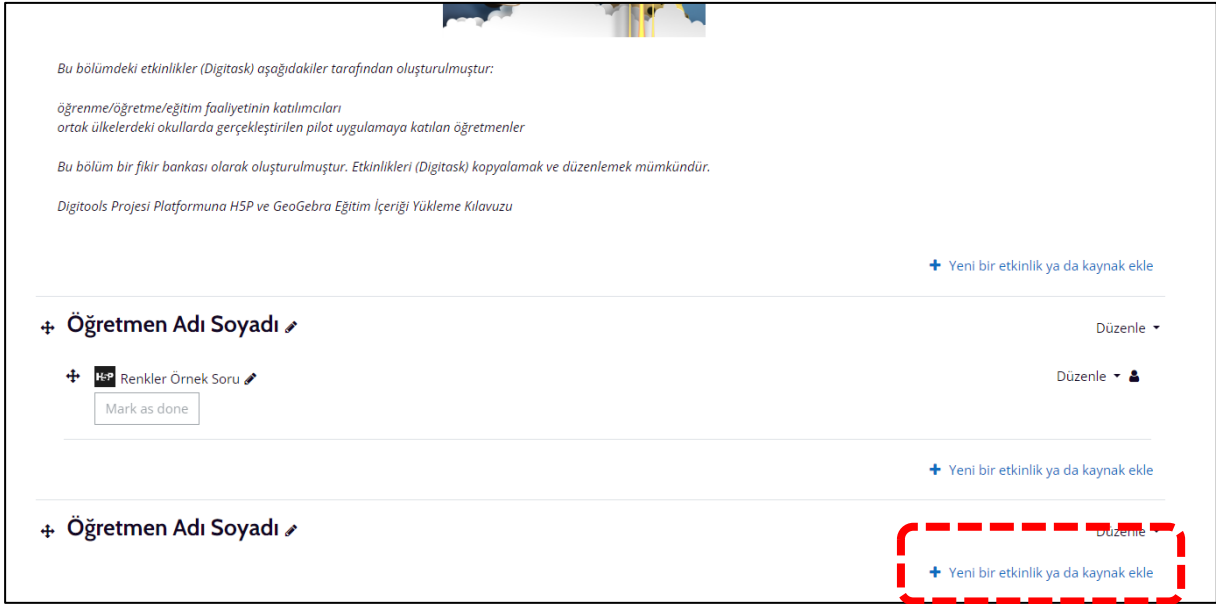 Bu bölümdeki etkinlikler (Digitask) aşağıdakiler tarafından oluşturulmuştur:
öğrenme/öğretme/eğitim faaliyetinin katılımcıları
ortak ülkelerdeki okullarda gerçekleştirilen pilot uygulamaya katılan öğretmenler
Bu bölüm bir fikir bankası olarak oluşturulmuştur. Etkinlikleri (Digitask) kopyalamak ve düzenlemek mümkündür.
Digitools Projesi Platformuna H5P ve GeoGebra Eğitim İçeriği Yükleme Kılavuzu
+ Yeni bir etkinlik ya da kaynak ekle
Öğretmen Adı Soyadı
Düzenle
H5P Renkler Örnek Soru
Düzenle
Mark as done
+ Yeni bir etkinlik ya da kaynak ekle
Öğretmen Adı Soyadı
Düzenle
+ Yeni bir etkinlik ya da kaynak ekle